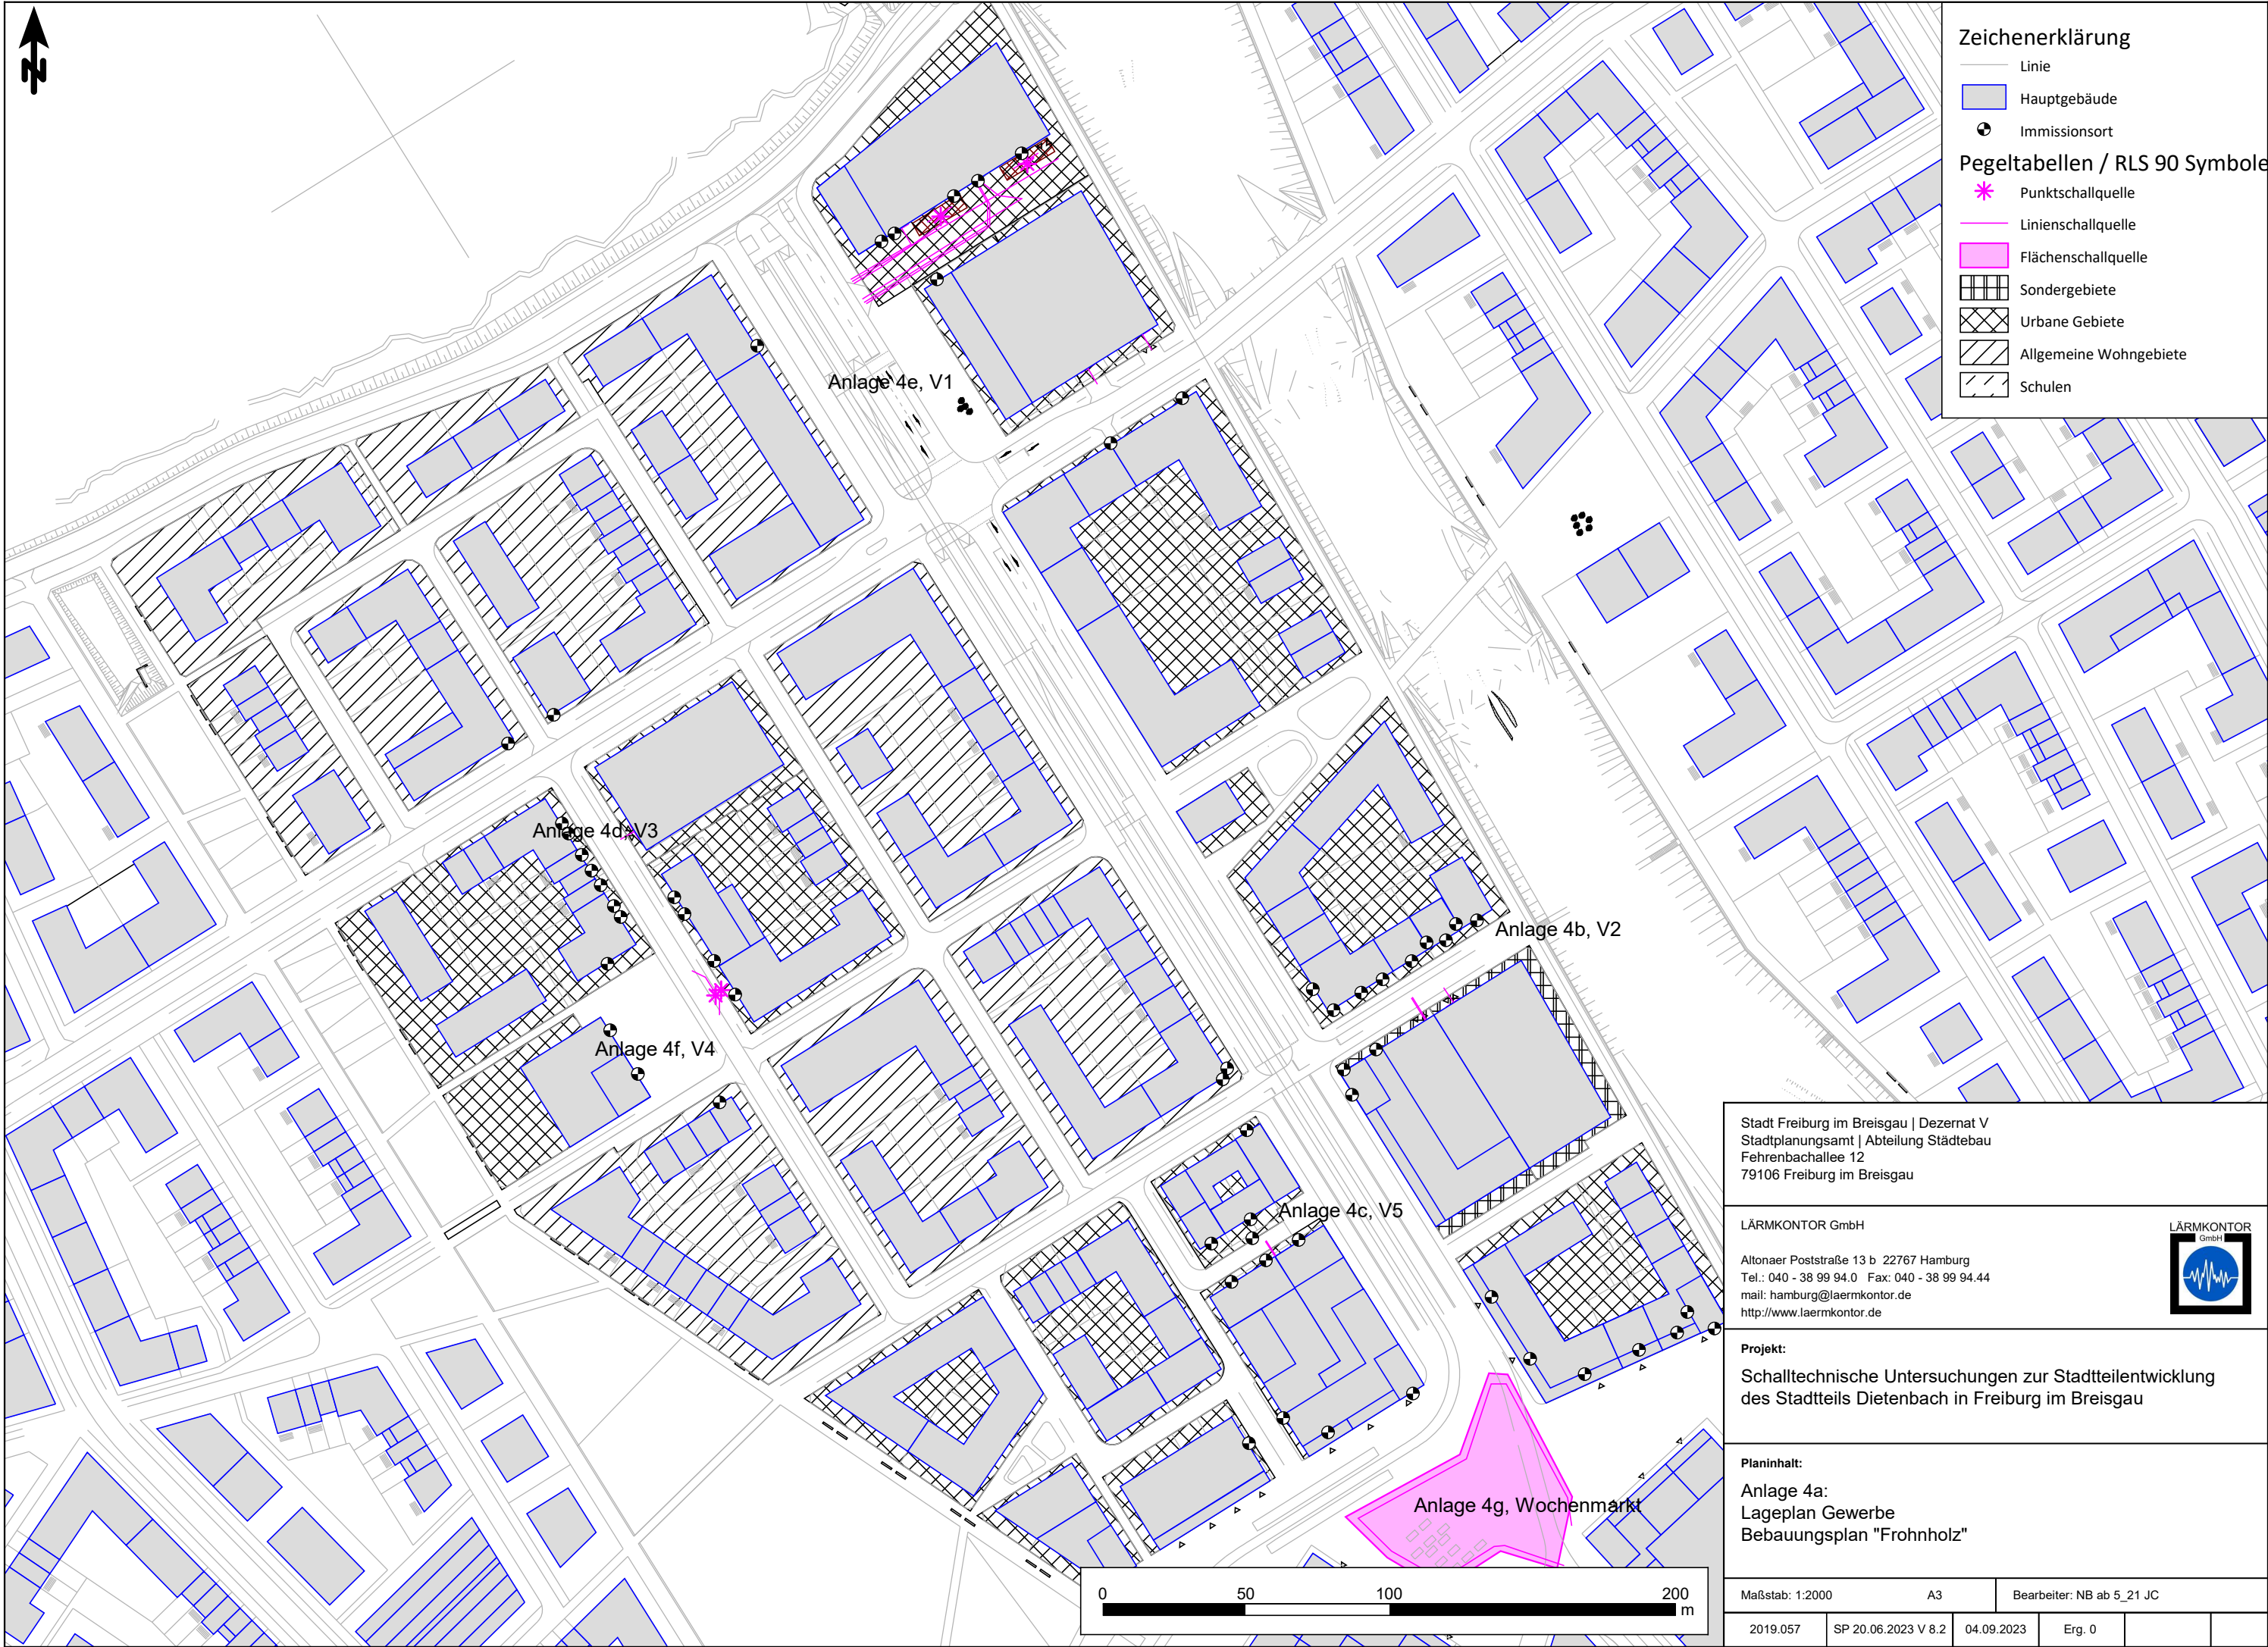 N
Zeichenerklärung
Linie
Hauptgebäude
Immissionsort
Pegeltabellen / RLS 90 Symbole
Punktschallquelle
Linienschallquelle
Flächenschallquelle
Sondergebiete
Urbane Gebiete
Allgemeine Wohngebiete
Schulen
Anlage 4e, V1
Anlage 4d, V3
Anlage 4b, V2
Anlage 4f, V4
Anlage 4c, V5
Anlage 4g, Wochenmarkt
0 50 100 200
m
Stadt Freiburg im Breisgau | Dezernat V
Stadtplanungsamt | Abteilung Städtebau
Fehrenbachallee 12
79106 Freiburg im Breisgau
LÄRMKONTOR GmbH
Altonaer Poststraße 13 b 22767 Hamburg
Tel.: 040 - 38 99 94.0 Fax: 040 - 38 99 94.44
mail: hamburg@laermkontor.de
http://www.laermkontor.de
LÄRMKONTOR
GmbH
Projekt:
Schalltechnische Untersuchungen zur Stadtteilentwicklung
des Stadtteils Dietenbach in Freiburg im Breisgau
Planinhalt:
Anlage 4a:
Lageplan Gewerbe
Bebauungsplan "Frohnholz"
Maßstab: 1:2000 A3 Bearbeiter: NB ab 5_21 JC
2019.057 SP 20.06.2023 V 8.2 04.09.2023 Erg. 0